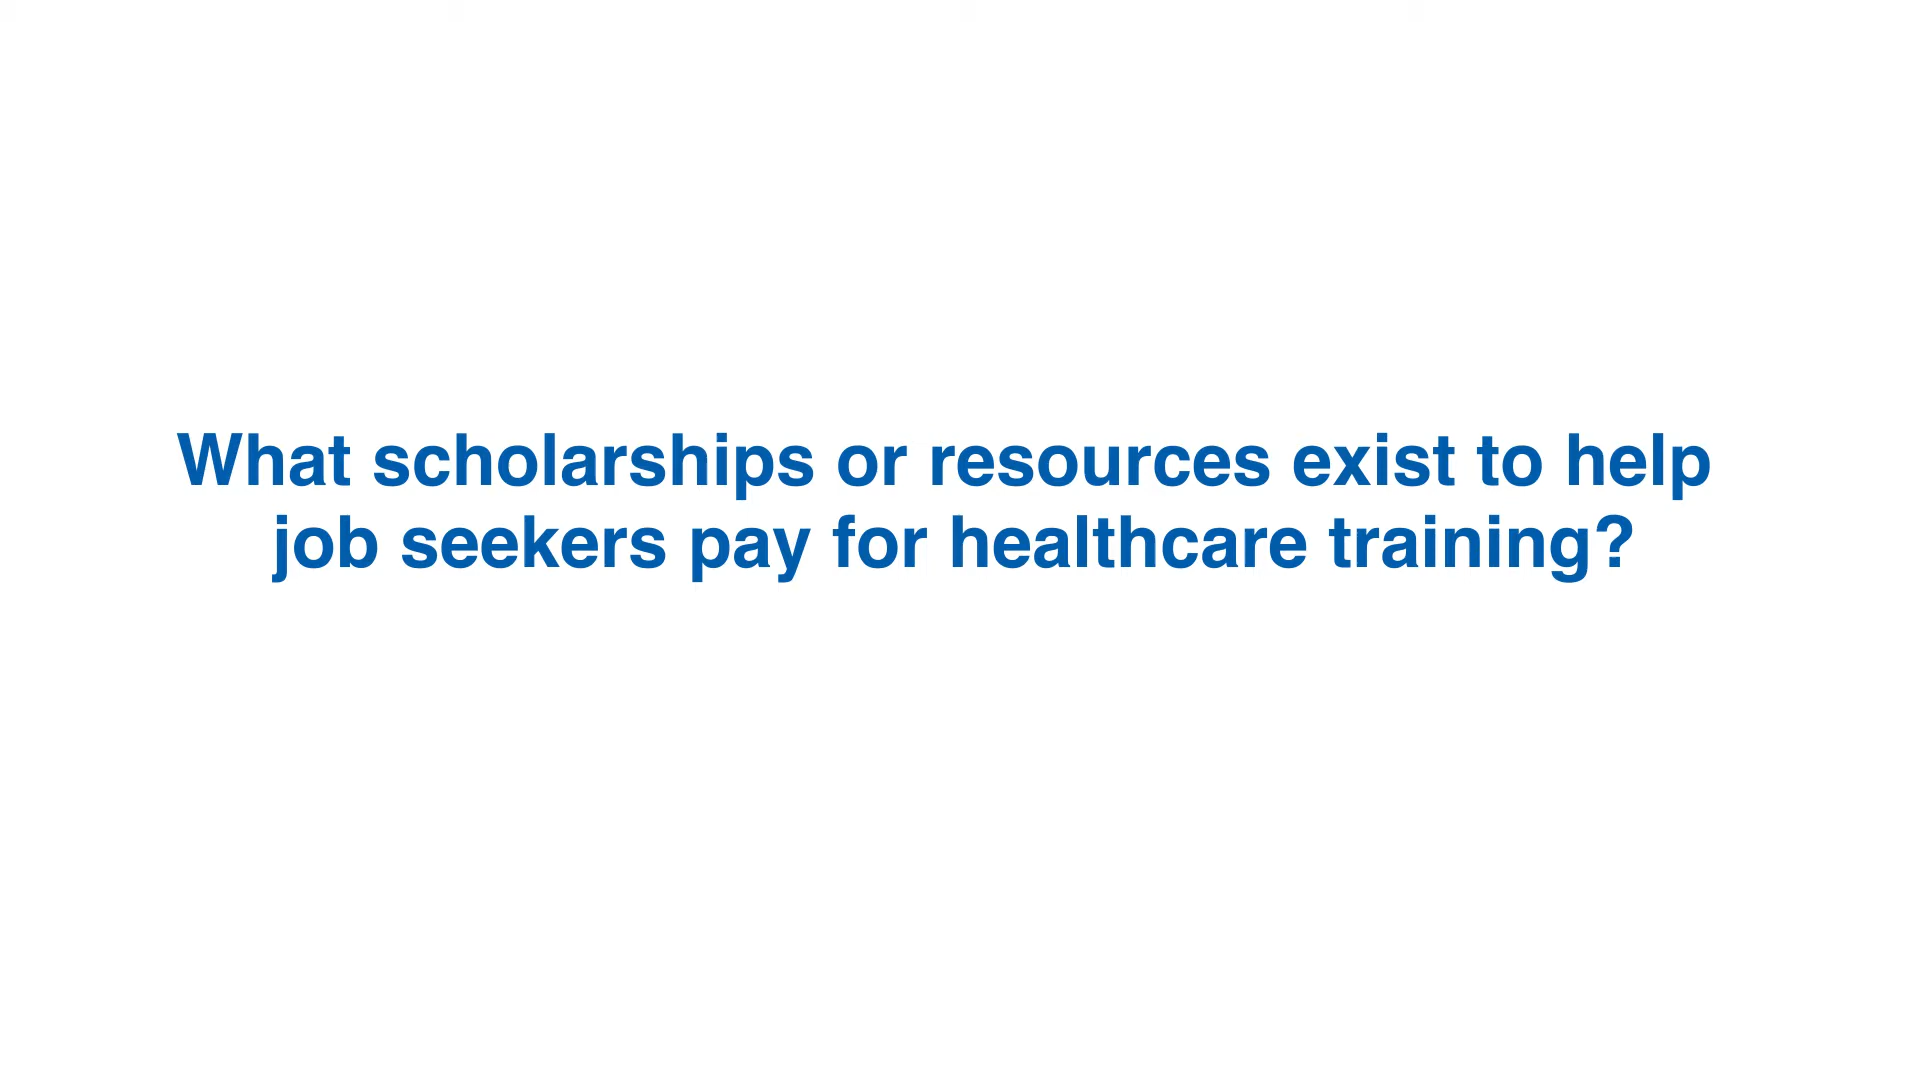 What scholarships or resources exist to help
job seekers pay for healthcare training?